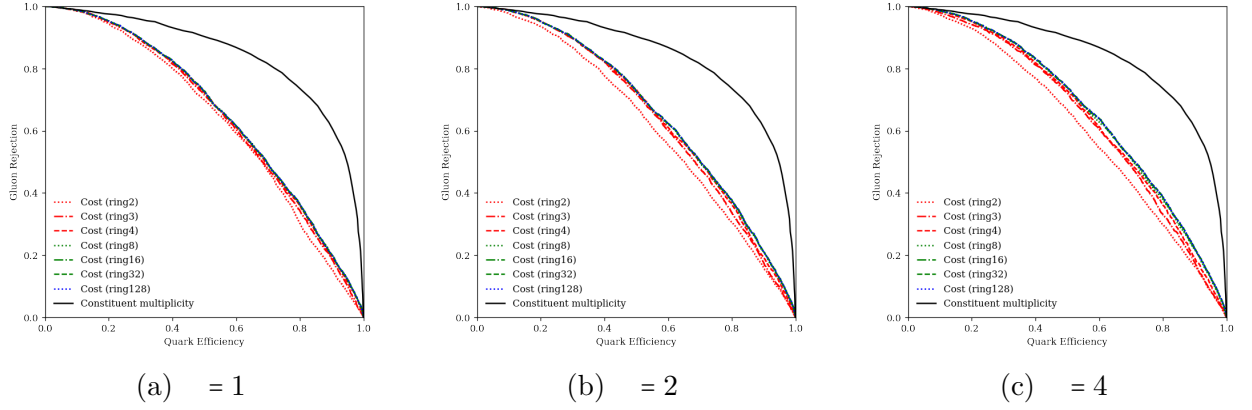 1.0
0.8
0.6
0.4
0.2
0.0
Gluon Rejection
Cost (ring2)
Cost (ring3)
Cost (ring4)
Cost (ring8)
Cost (ring16)
Cost (ring32)
Cost (ring128)
Constituent multiplicity
0.0 0.2 0.4 0.6 0.8 1.0
Quark Efficiency
(a) = 1
1.0
0.8
0.6
0.4
0.2
0.0
Gluon Rejection
Cost (ring2)
Cost (ring3)
Cost (ring4)
Cost (ring8)
Cost (ring16)
Cost (ring32)
Cost (ring128)
Constituent multiplicity
0.0 0.2 0.4 0.6 0.8 1.0
Quark Efficiency
(b) = 2
1.0
0.8
0.6
0.4
0.2
0.0
Gluon Rejection
Cost (ring2)
Cost (ring3)
Cost (ring4)
Cost (ring8)
Cost (ring16)
Cost (ring32)
Cost (ring128)
Constituent multiplicity
0.0 0.2 0.4 0.6 0.8 1.0
Quark Efficiency
(c) = 4